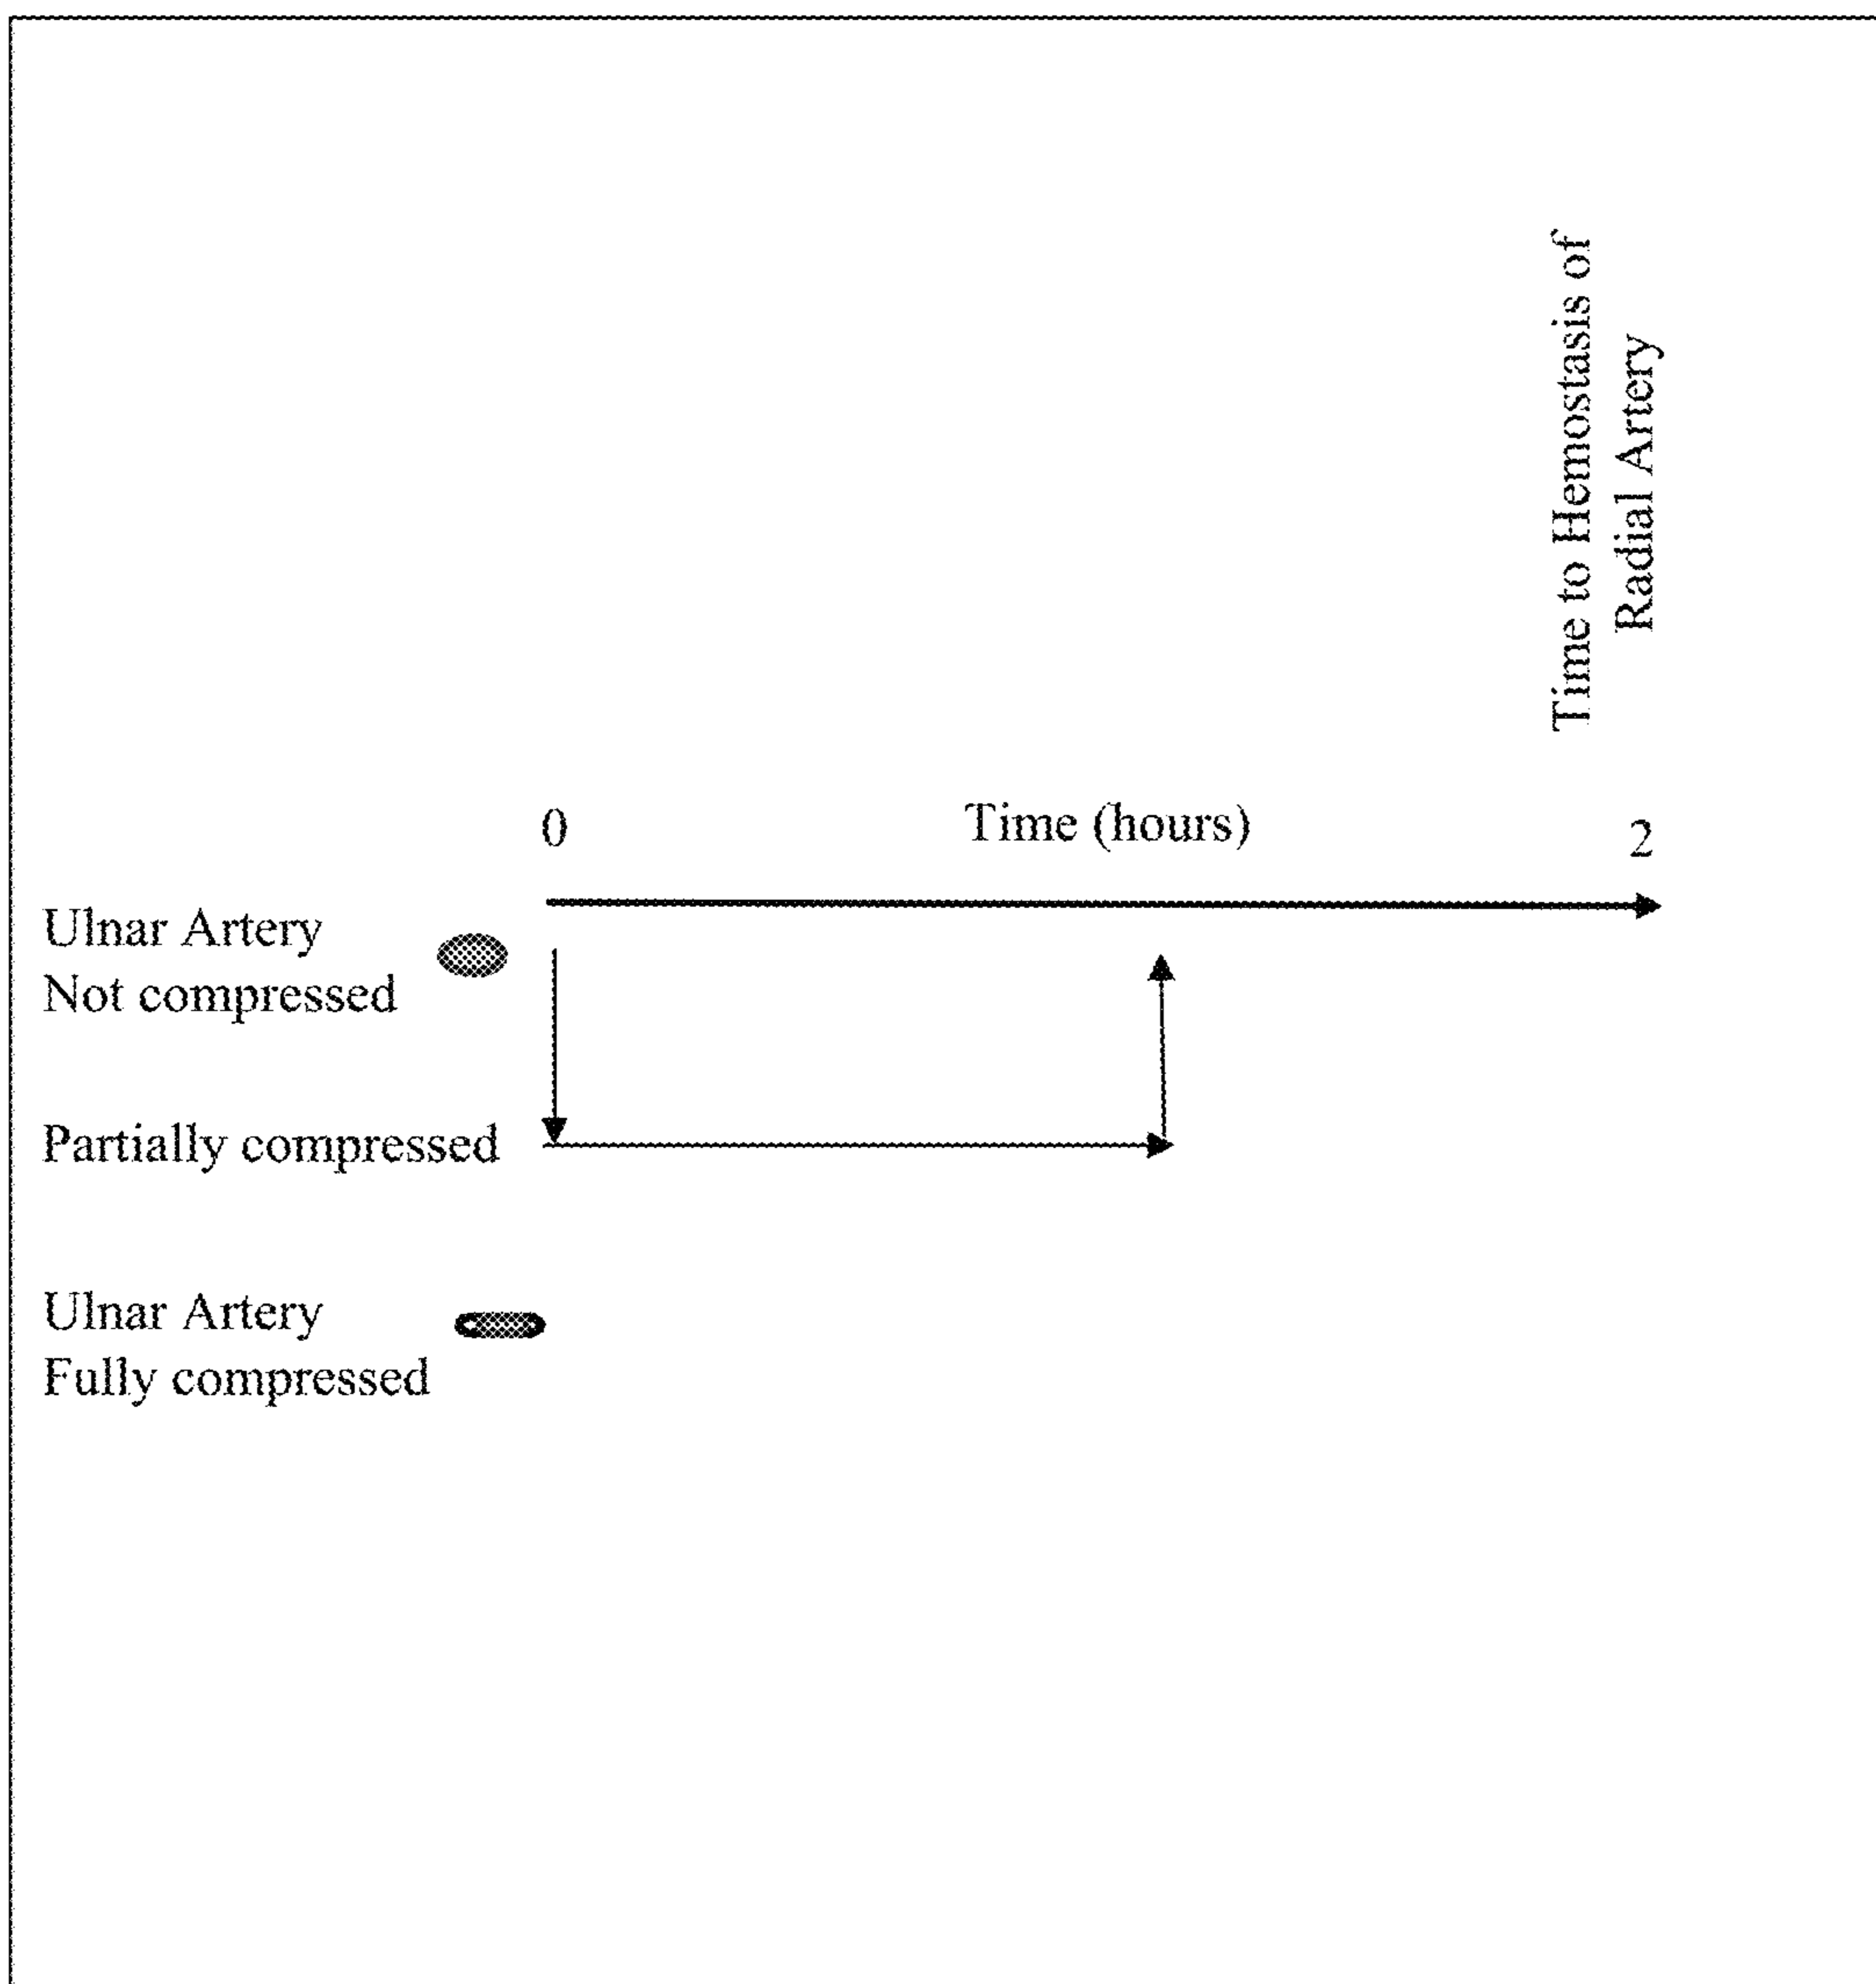 Time to Hemostasis of
Radial Artery
0
Time (hours)
2
Ulnar Artery
Not compressed
Partially compressed
Ulnar Artery
Fully compressed